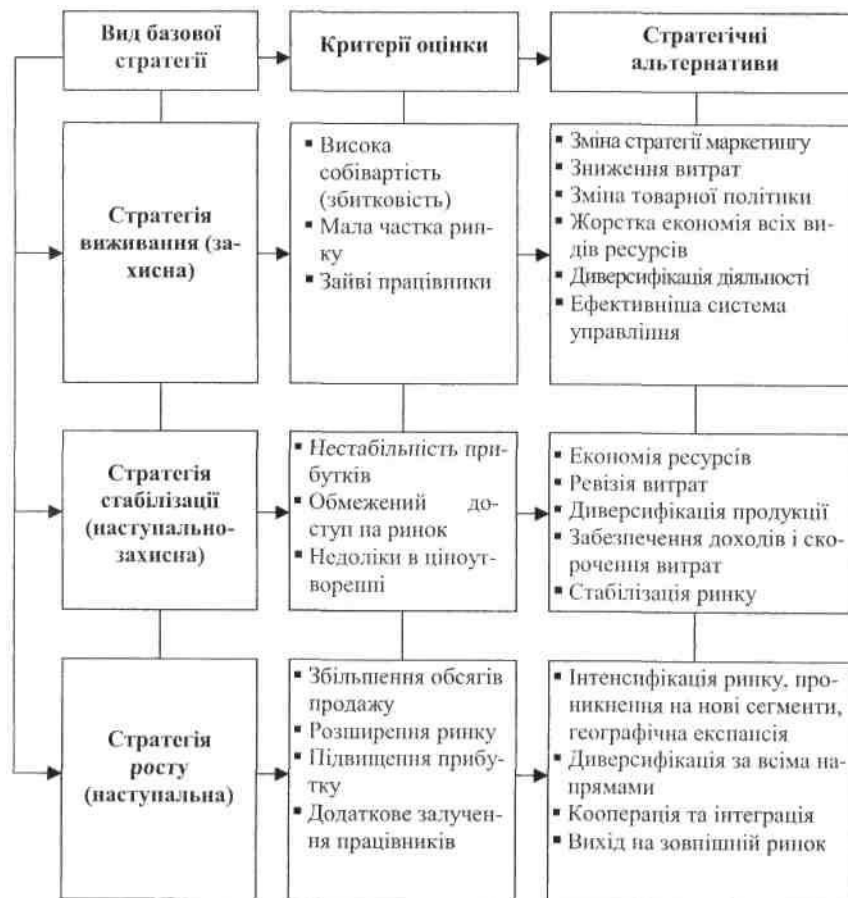 Вид базової
стратегії
Критерії оцінки
Стратегічні
альтернативи
Стратегія
виживання (за-
хисна)
▪ Висока
собівартість
(збитковість)
▪ Мала частка рин-
ку
▪ Зайві працівники
▪ Зміна стратегії маркетингу
▪ Зниження витрат
▪ Зміна товарної політики
▪ Жорстка економія всіх ви-
дів ресурсів
▪ Диверсифікація діяльності
▪ Ефективніша система
управління
Стратегія
стабілізації
(наступально-
захисна)
▪ Нестабільність при-
бутків
▪ Обмежений до-
ступ на ринок
▪ Недоліки в ціноут-
воренні
▪ Економія ресурсів
▪ Ревізія витрат
▪ Диверсифікація продукції
▪ Забезпечення доходів і ско-
рочення витрат
▪ Стабілізація ринку
Стратегія
росту
(наступальна)
▪ Збільшення обсягів
продажу
▪ Розширення ринку
▪ Підвищення прибу-
тку
▪ Додаткове залучен-
ня працівників
▪ Інтенсифікація ринку, про-
никнення на нові сегменти,
географічна експансія
▪ Диверсифікація за всіма на-
прямами
▪ Кооперація та інтеграція
▪ Вихід на зовнішній ринок